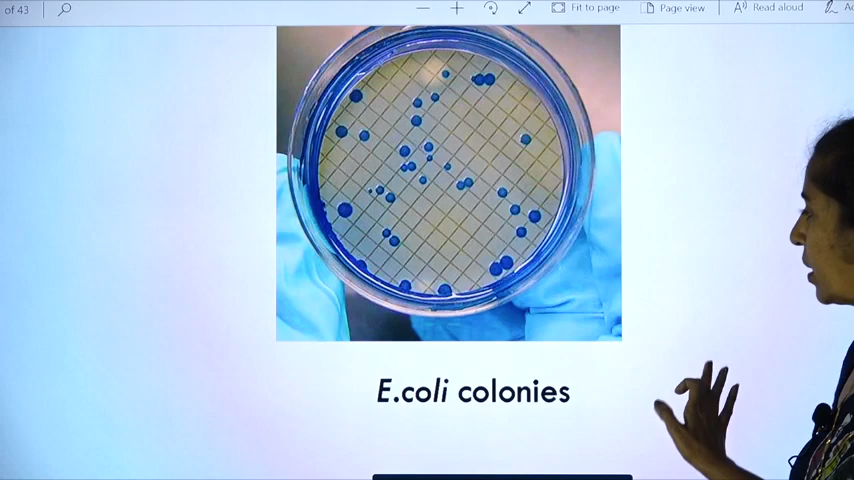 of 43
Fit to page
Page view
Read aloud
E.coli colonies